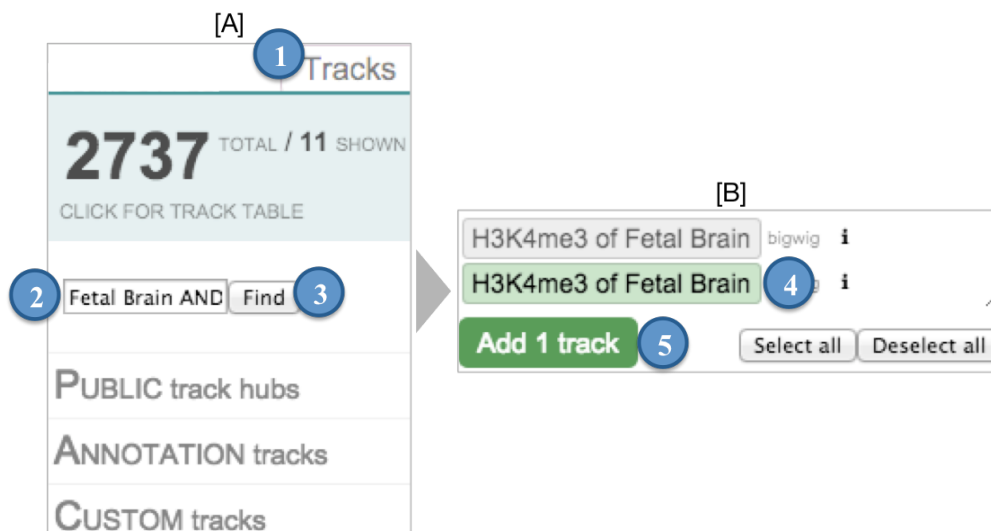 [A]
1 Tracks
2737 TOTAL / 11 SHOWN
CLICK FOR TRACK TABLE
2 Fetal Brain AND Find 3
PUBLIC track hubs
ANNOTATION tracks
CUSTOM tracks
[B]
H3K4me3 of Fetal Brain bigwig i
H3K4me3 of Fetal Brain 4 g i
Add 1 track 5 Select all Deselect all